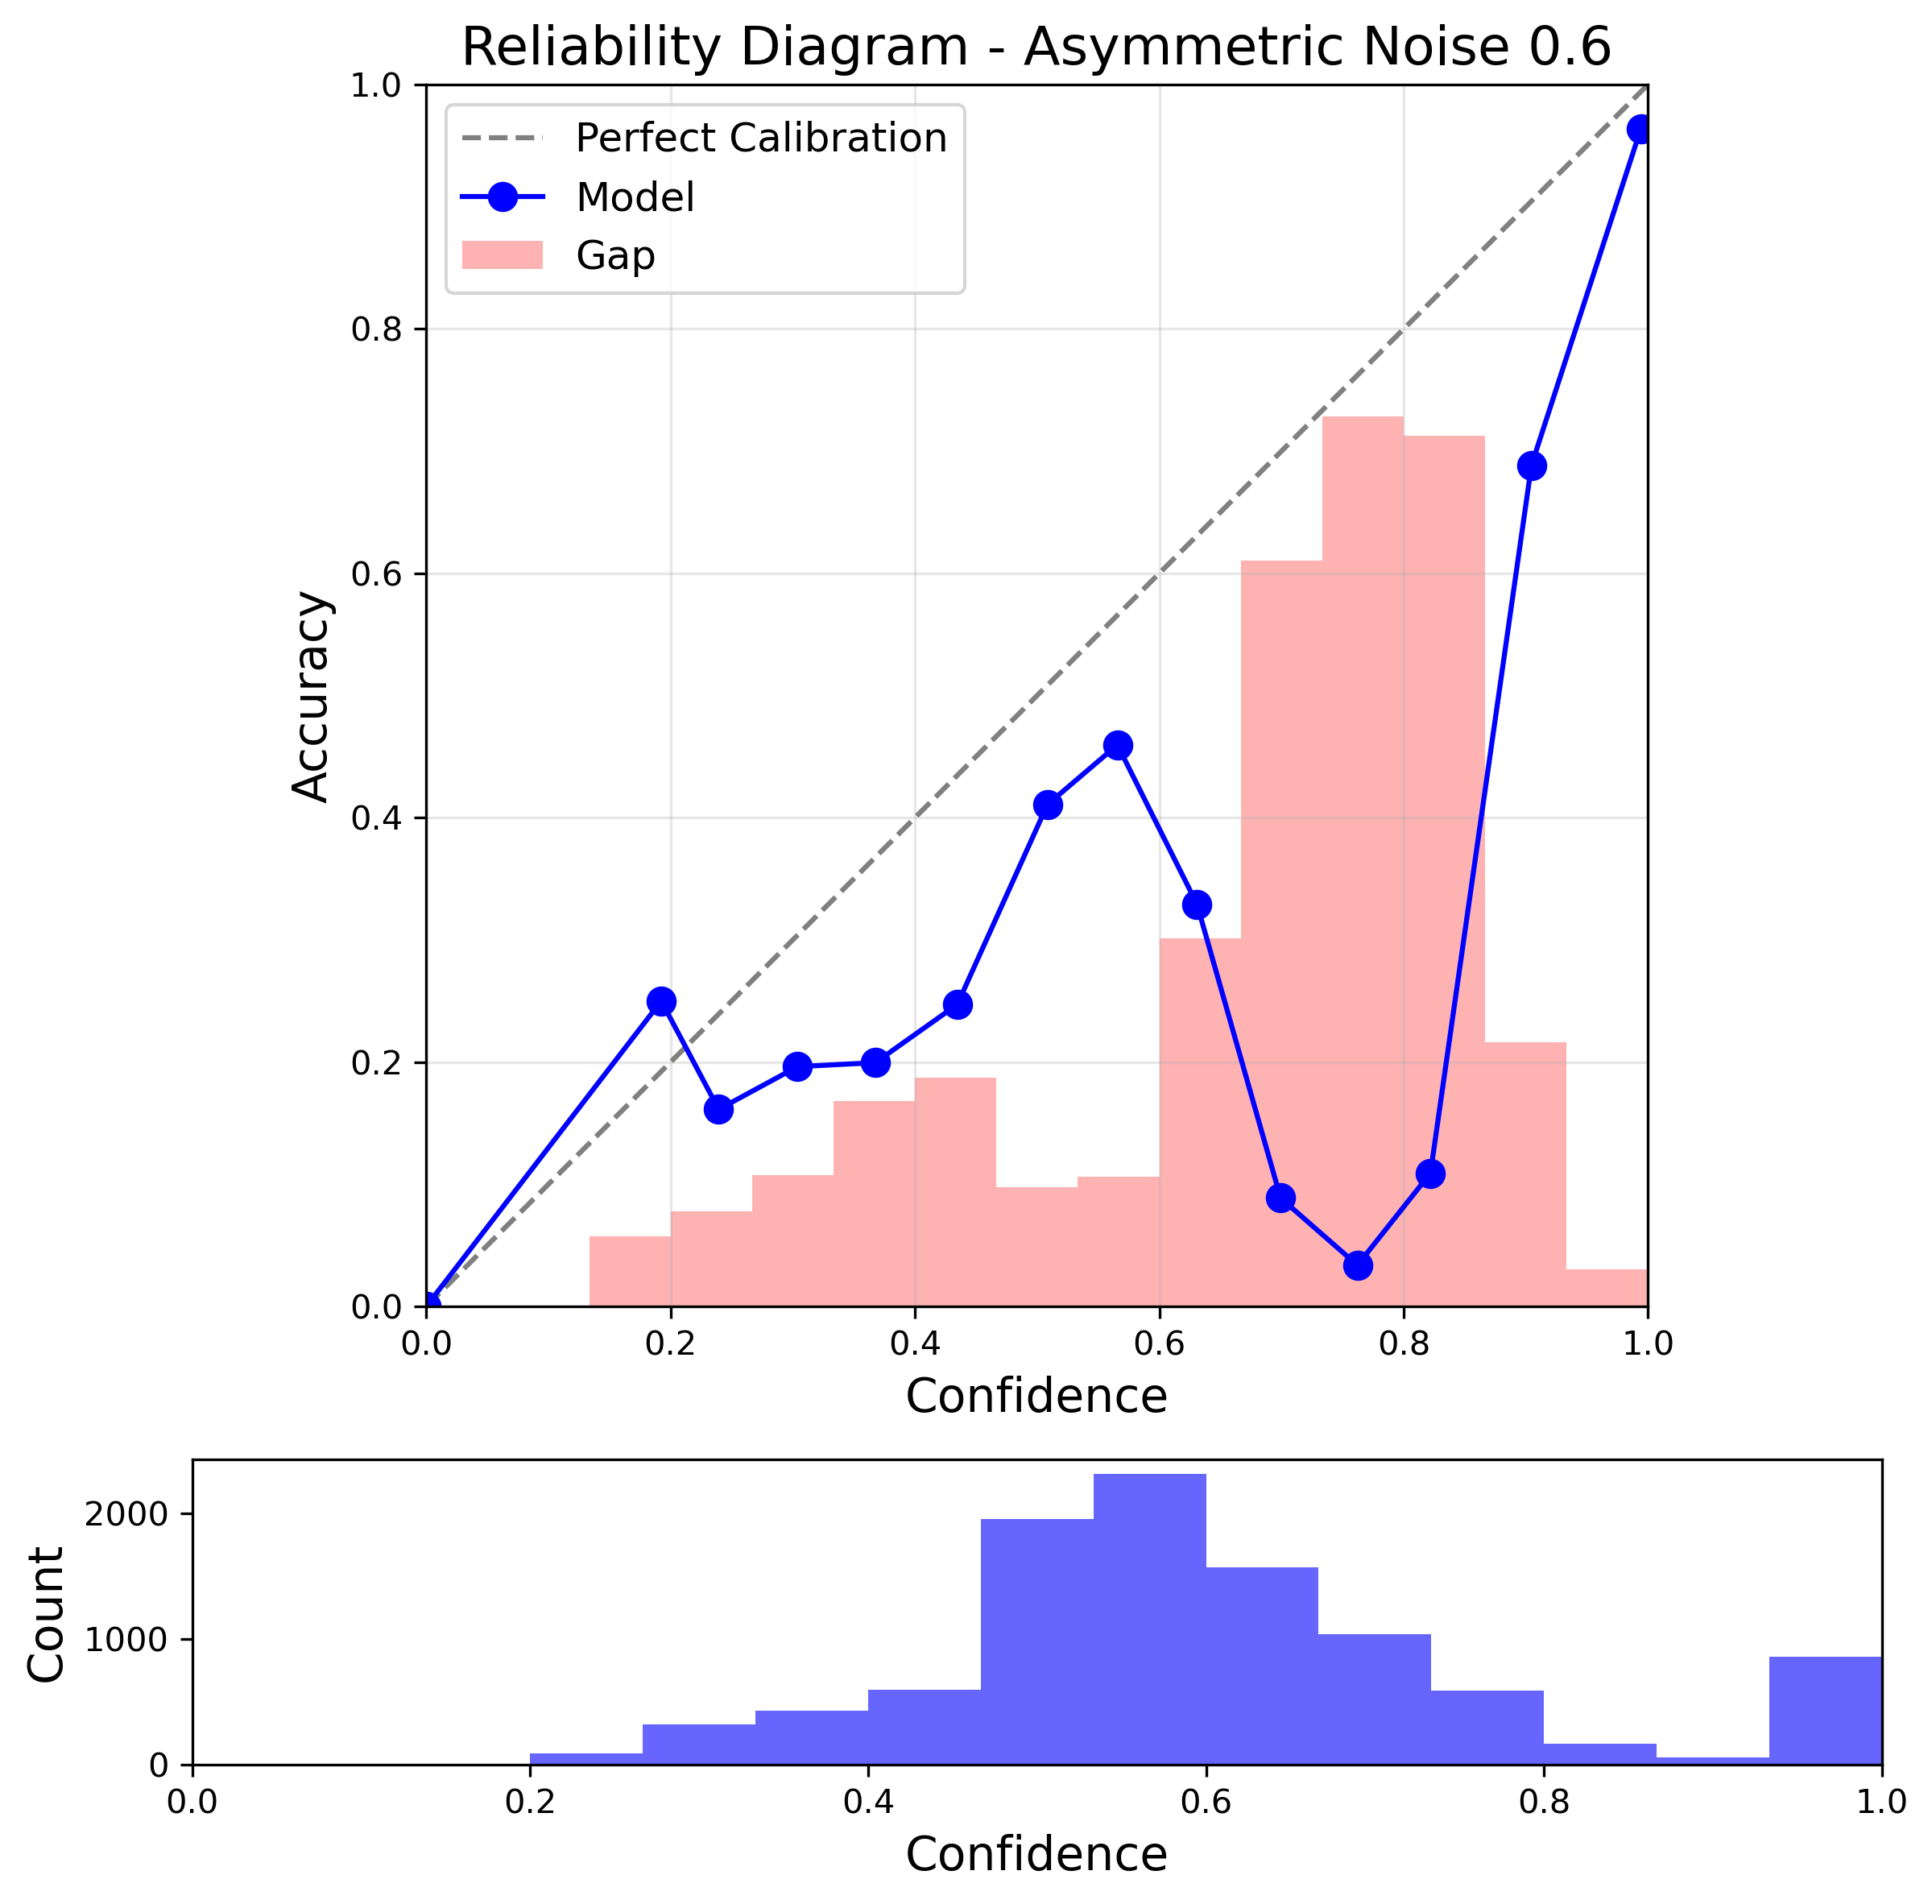 Reliability Diagram - Asymmetric Noise 0.6
Perfect Calibration
Model
Gap
1.0
0.8
0.6
0.4
0.2
0.0
Accuracy
0.0 0.2 0.4 0.6 0.8 1.0
Confidence
2000
1000
0
Count
0.0 0.2 0.4 0.6 0.8 1.0
Confidence